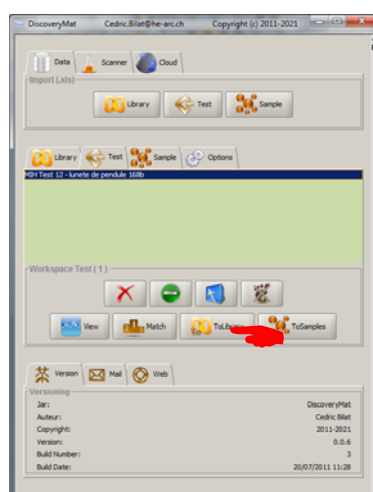 DiscoveryMat Cedric.Bilat@he-arc.ch Copyright (c) 2011-2021
Data Scanner Cloud
Import (.xls)
Library Test Sample
Library Test Sample Options
MIH Test 12 - lunete de pendule 168b
Workspace Test ( 1 )
View Match ToLibrary ToSamples
Version Mail Web
Versioning
Jar: DiscoveryMat
Auteur: Cedric Bilat
Copyright: 2011-2021
Version: 0.0.6
Build Number: 3
Build Date: 20/07/2011 11:28